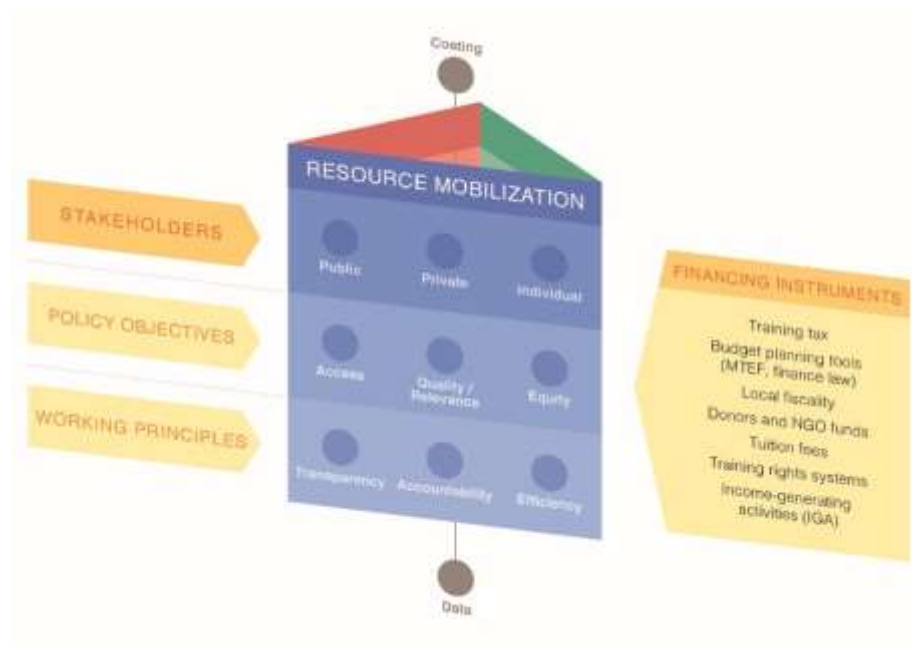 Costing
RESOURCE MOBILIZATION
STAKEHOLDERS
Public Private Individual
POLICY OBJECTIVES
Access Quality / Equity
Relevance
WORKING PRINCIPLES
Transparency Accountability Efficiency
FINANCING INSTRUMENTS
Training tax
Budget planning tools
(MTEF, finance law)
Local fiscality
Donors and NGO funds
Tuition fees
Training rights systems
Income-generating
activities (IGA)
Data